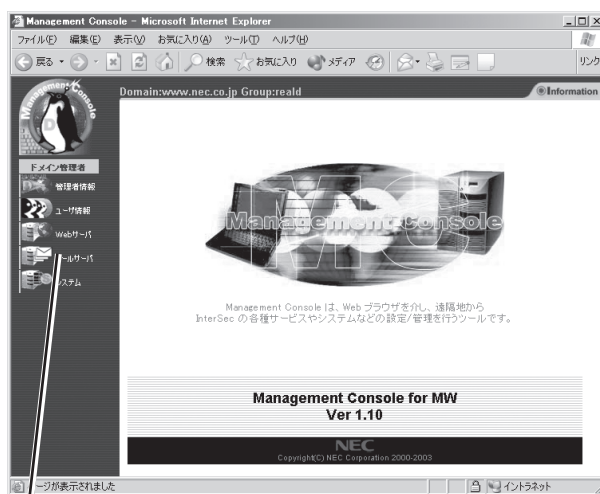 Management Console - Microsoft Internet Explorer
ファイル(F) 編集(E) 表示(V) お気に入り(A) ツール(T) ヘルプ(H)
戻る 検索 お気に入り メディア リンク
Domain:www.nec.co.jp Group:reald
Information
Management Console
ドメイン管理者
管理者情報
ユーザ情報
Webサーバ
ールサーバ
システム
MC
Management Console
Management Console は、Web ブラウザを介し、遠隔地から
InterSec の各種サービスやシステムなどの設定/管理を行うツールです。
Management Console for MW
Ver 1.10
NEC
Copyright(C) NEC Corporation 2000-2003
ージが表示されました
イントラネット